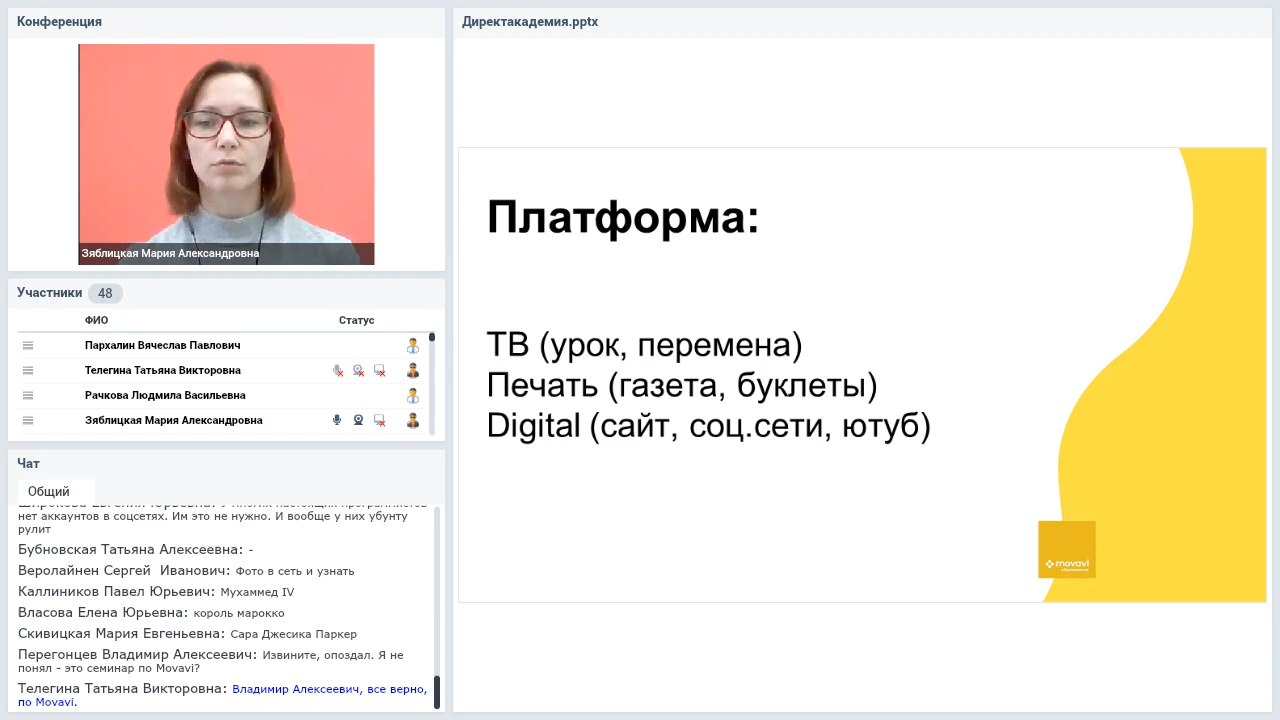 Конференция
Зяблицкая Мария Александровна
Участники 48
ФИО Статус
Пархалин Вячеслав Павлович
Телегина Татьяна Викторовна
Рачкова Людмила Васильевна
Зяблицкая Мария Александровна
Чат
Общий
нет аккаунтов в соцсетях. Им это не нужно. И вообще у них убунту
рулит
Бубновская Татьяна Алексеевна: -
Веролайнен Сергей Иванович: Фото в сеть и узнать
Каллиников Павел Юрьевич: Мухаммед IV
Власова Елена Юрьевна: король марокко
Скивицкая Мария Евгеньевна: Сара Джесика Паркер
Перегонцев Владимир Алексеевич: Извините, опоздал. Я не
понял - это семинар по Movavi?
Телегина Татьяна Викторовна: Владимир Алексеевич, все верно,
по Movavi.
Директакадемия.pptx
Платформа:
ТВ (урок, перемена)
Печать (газета, буклеты)
Digital (сайт, соц.сети, ютуб)
movavi